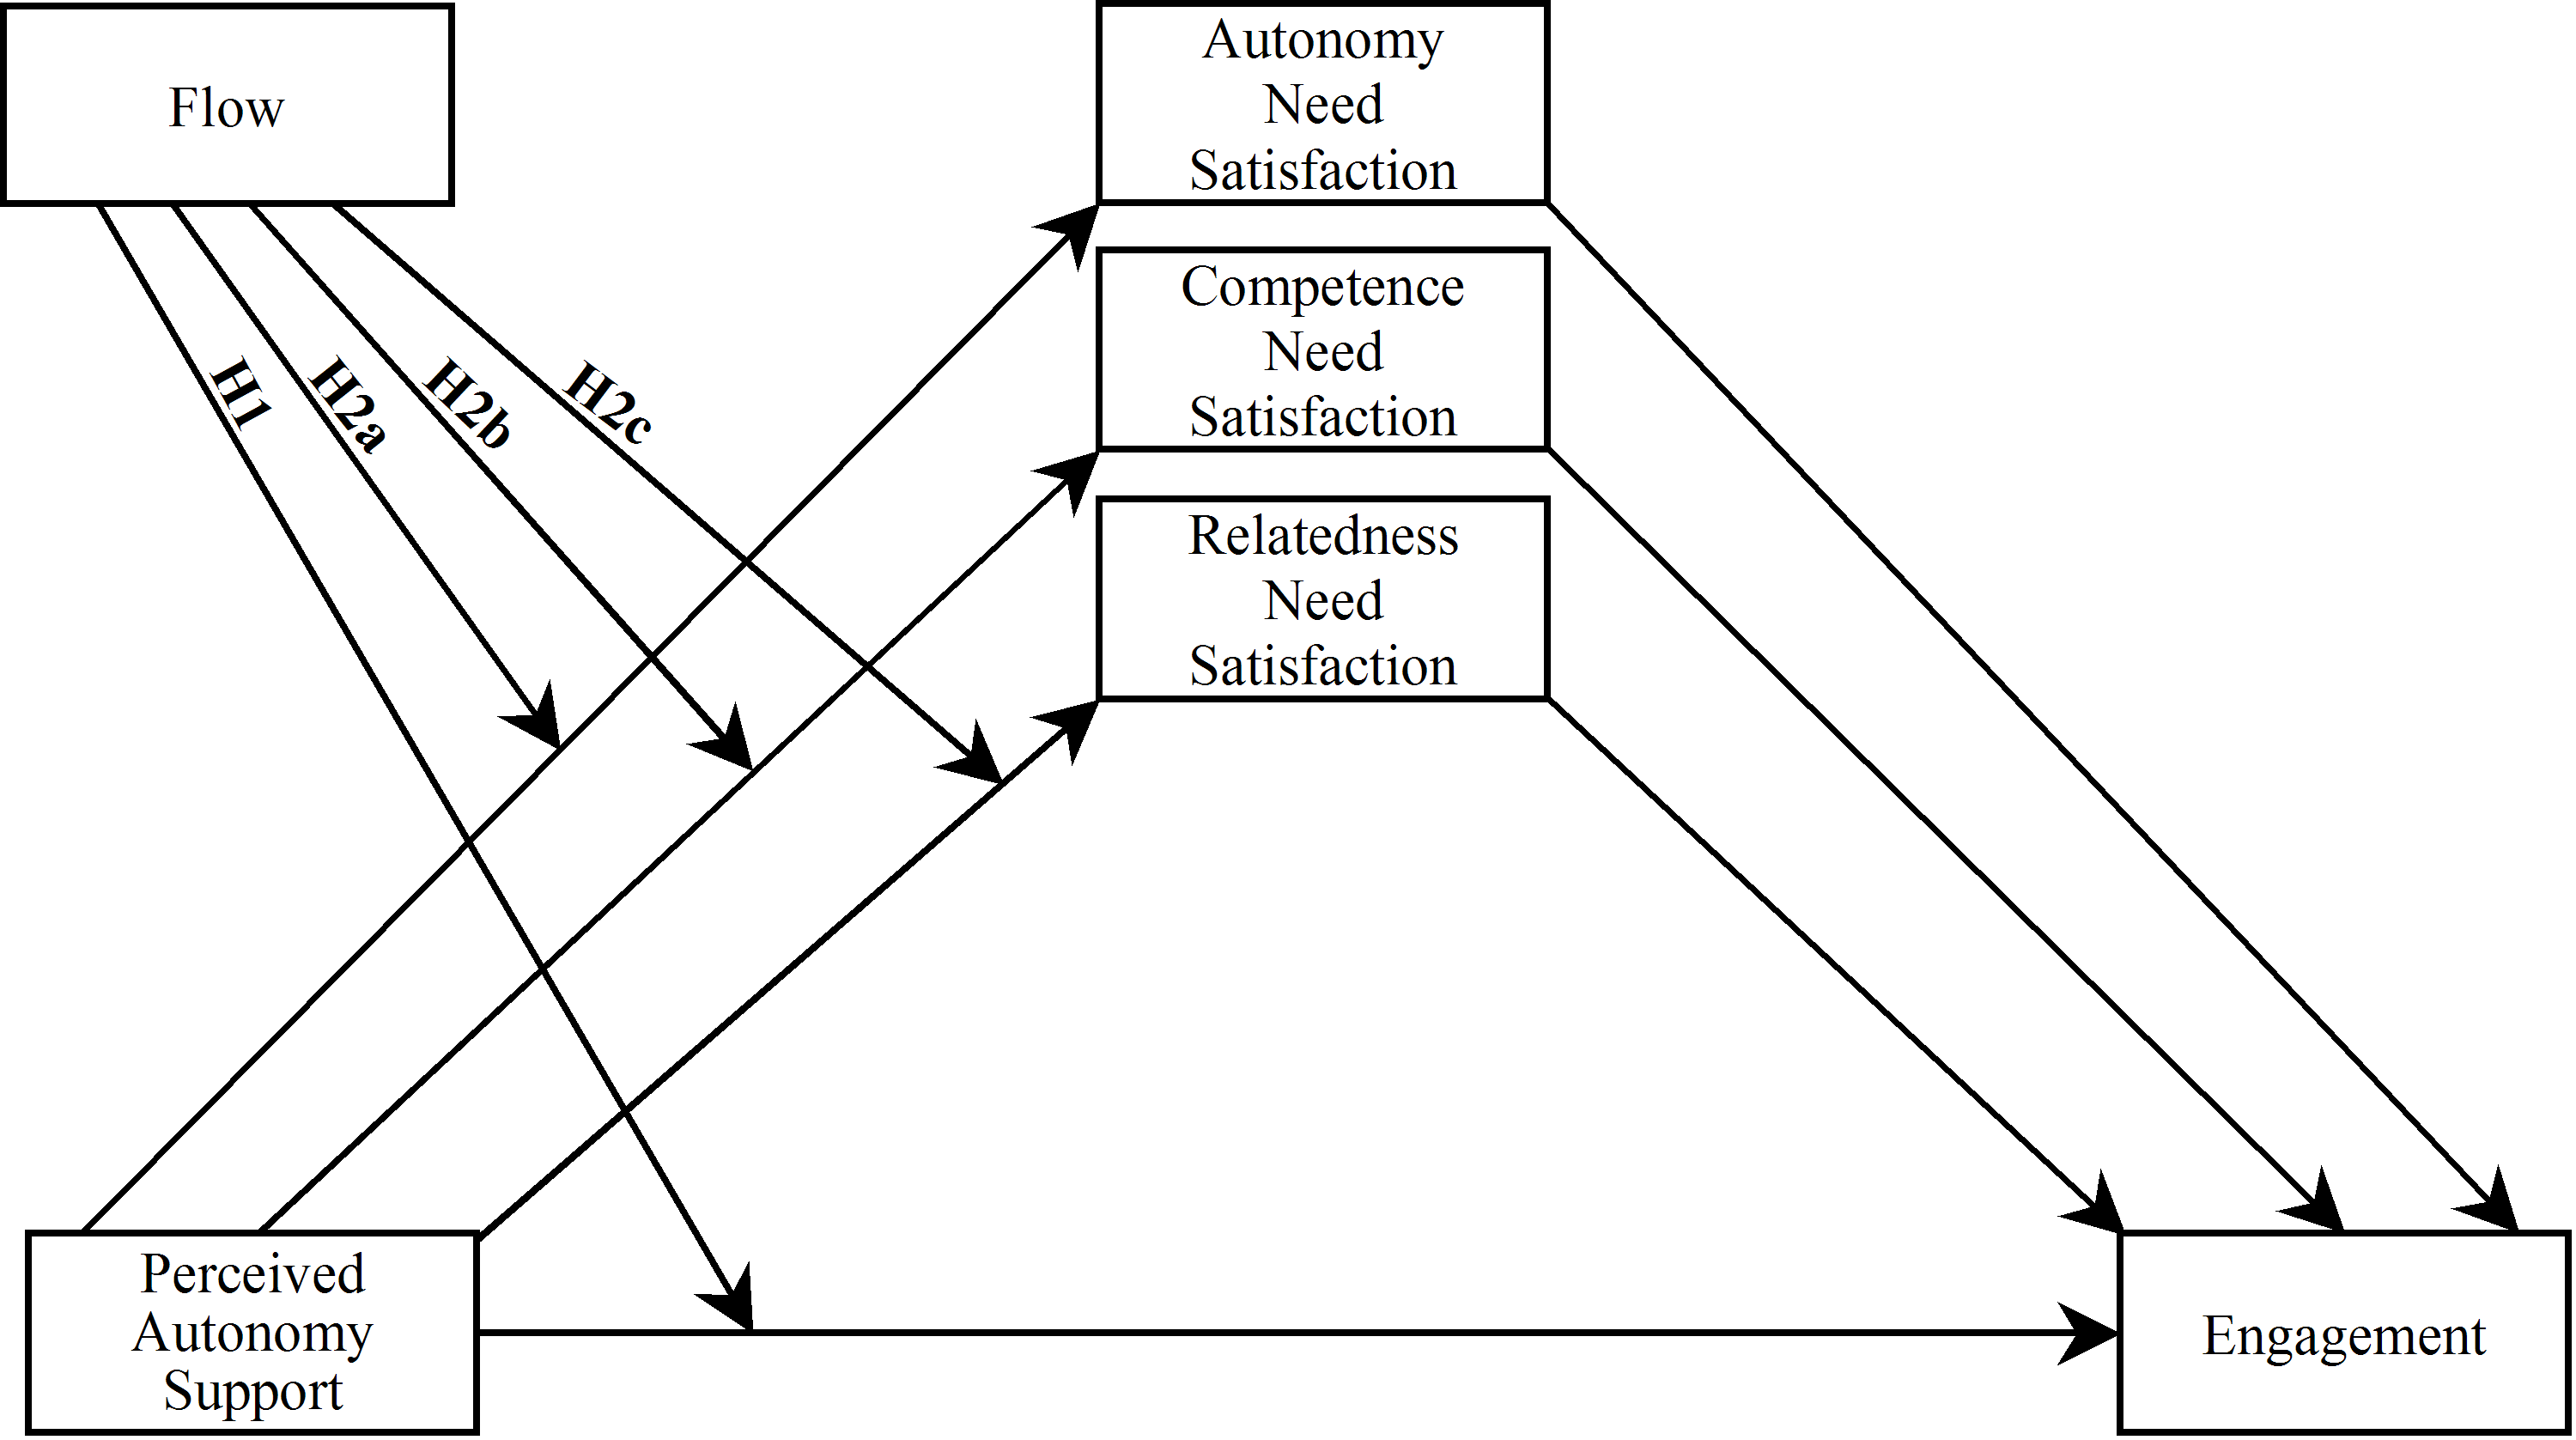 Flow
Autonomy
Need
Satisfaction
Competence
Need
Satisfaction
Relatedness
Need
Satisfaction
H1
H2a
H2b
H2c
Perceived
Autonomy
Support
Engagement